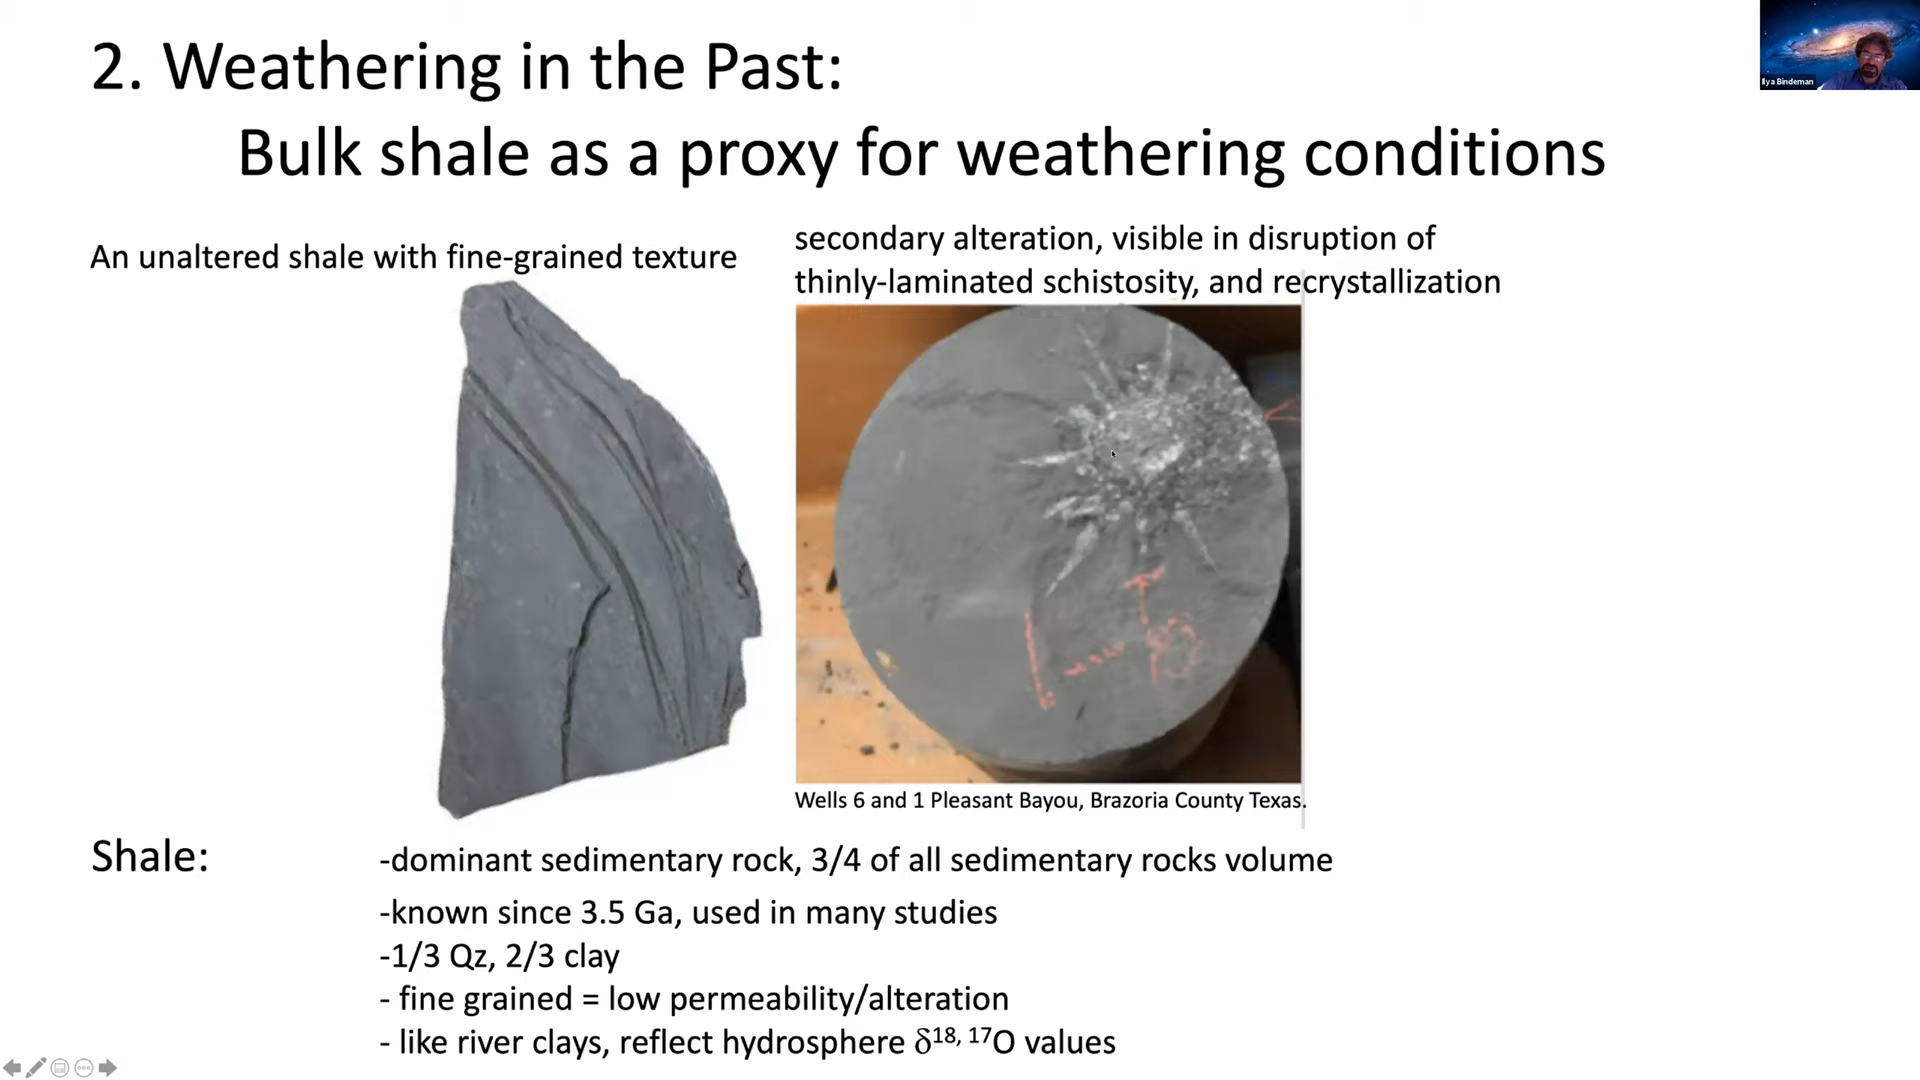 2. Weathering in the Past:
Bulk shale as a proxy for weathering conditions
Ilya Bindeman
An unaltered shale with fine-grained texture
secondary alteration, visible in disruption of
thinly-laminated schistosity, and recrystallization
Wells 6 and 1 Pleasant Bayou, Brazoria County Texas.
Shale:
-dominant sedimentary rock, 3/4 of all sedimentary rocks volume
-known since 3.5 Ga, used in many studies
-1/3 Qz, 2/3 clay
- fine grained = low permeability/alteration
- like river clays, reflect hydrosphere δ18, 17O values